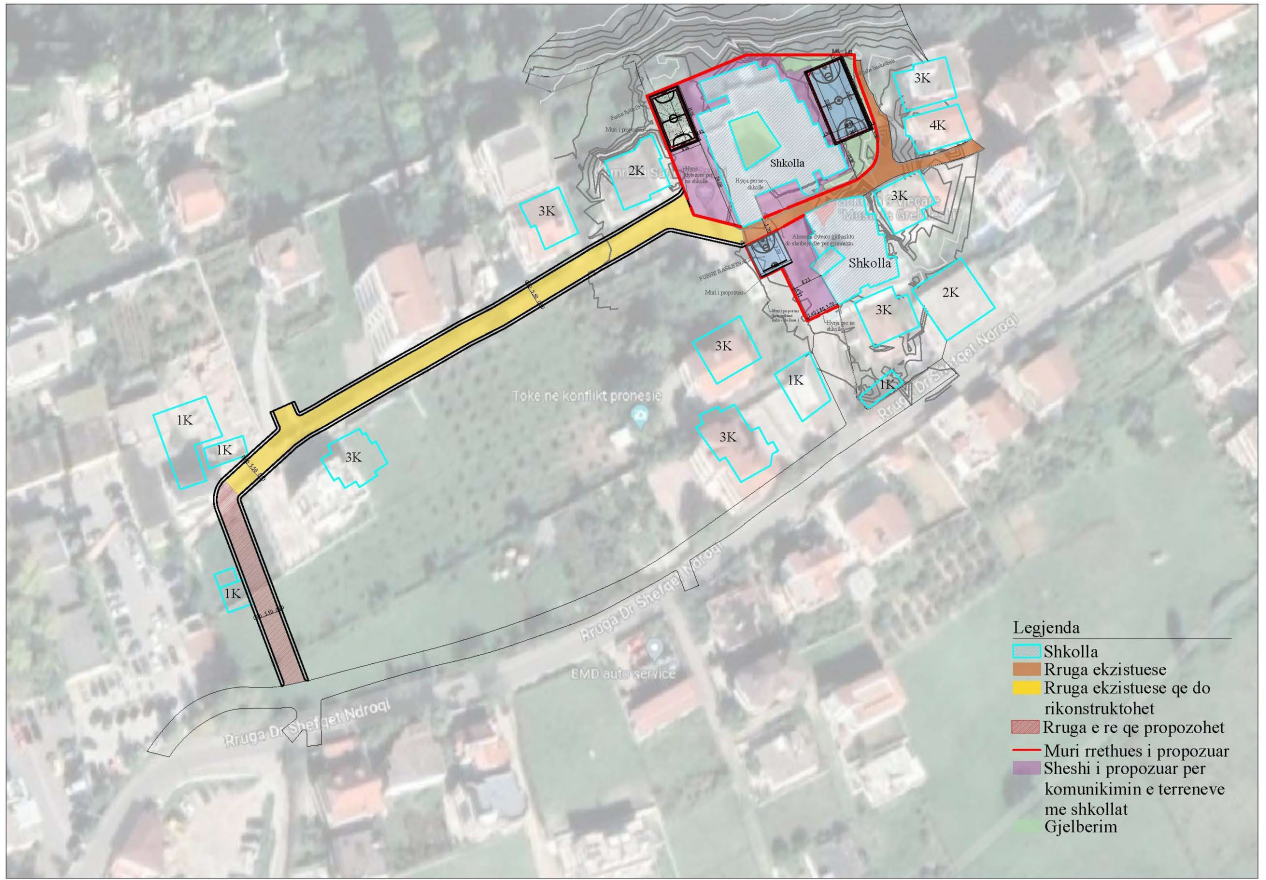 3K
4K
2K
Shkolla
3K
3K
Hyrja per ne
shkolle
Shkolla
2K
Muri i propozuar
3K
3K
1K
1K
Toke ne konflikt pronesie
1K
1K
3K
3K
Rruga Dr Shefqet Ndroqi
1K
Rruga Dr Shefqet Ndroqi
EMD auto service
Rruga Dr Shefqet Ndroqi
Legjenda
Shkolla
Rruga ekzistuese
Rruga ekzistuese qe do
rikonstruktohet
Rruga e re qe propozohet
Muri rrethues i propozuar
Sheshi i propozuar per
komunikimin e terreneve
me shkollat
Gjelberim